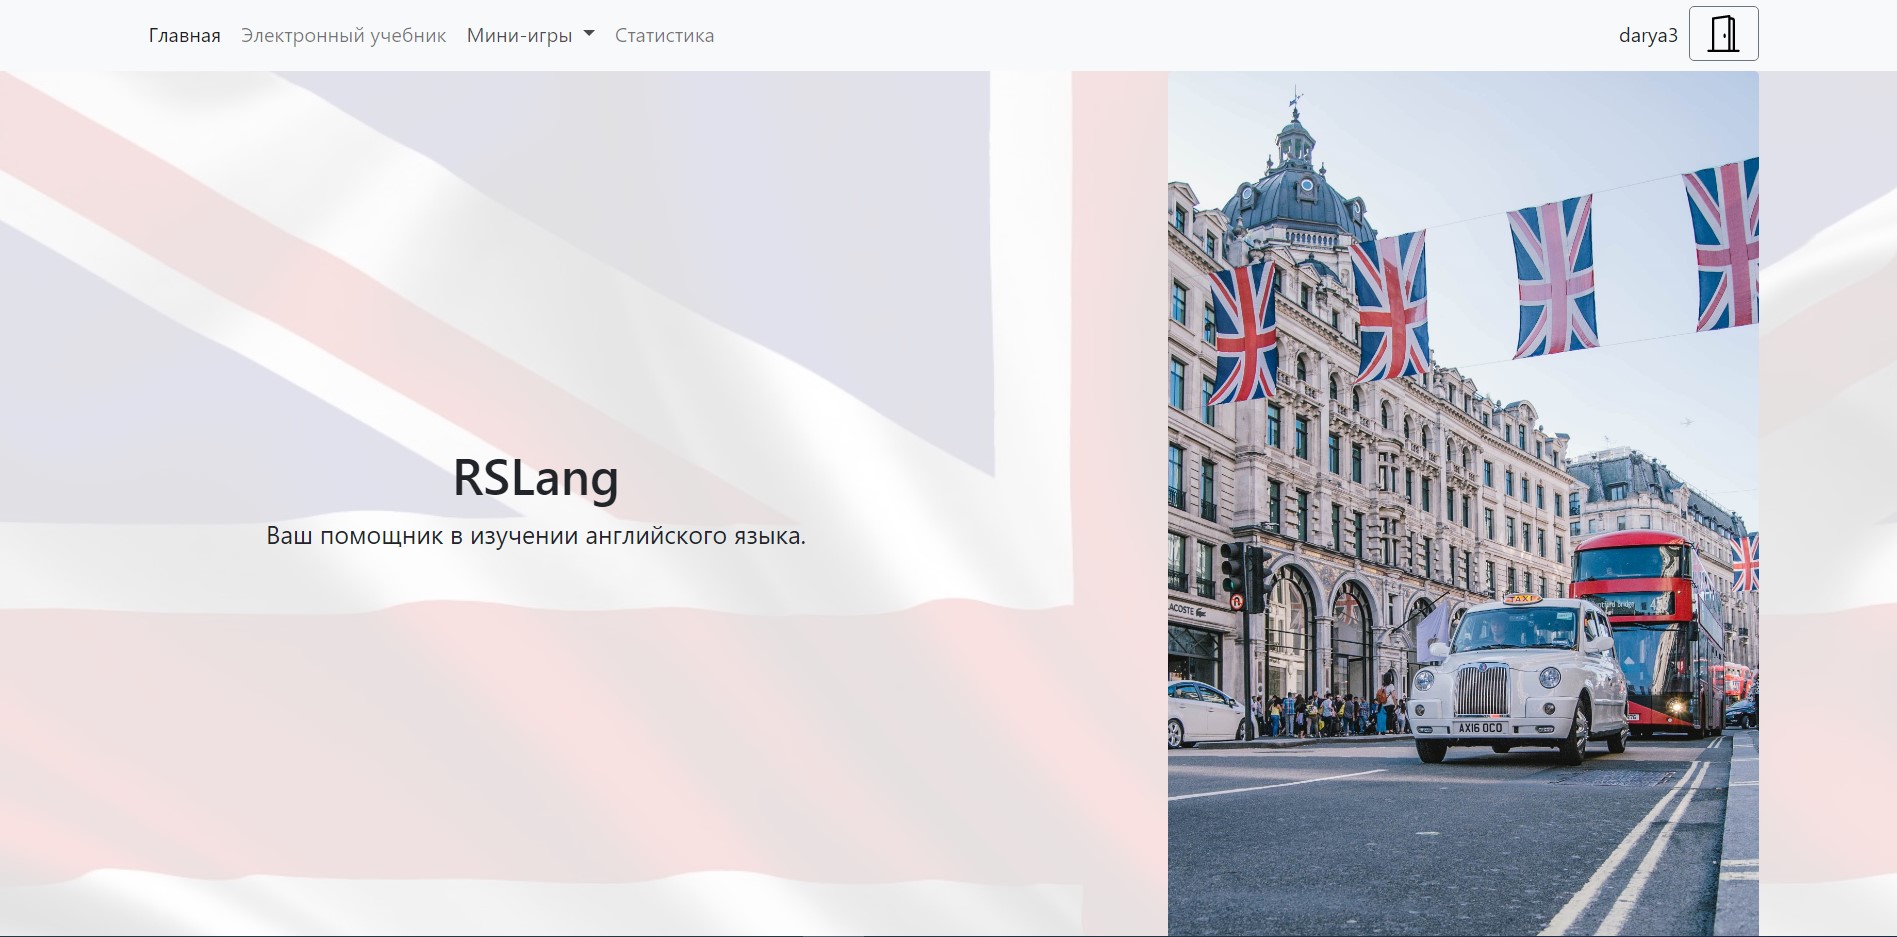 Главная Электронный учебник Мини-игры Статистика darya3
RSLang
Ваш помощник в изучении английского языка.
LACOSTE
TAXI
AX16 OCO